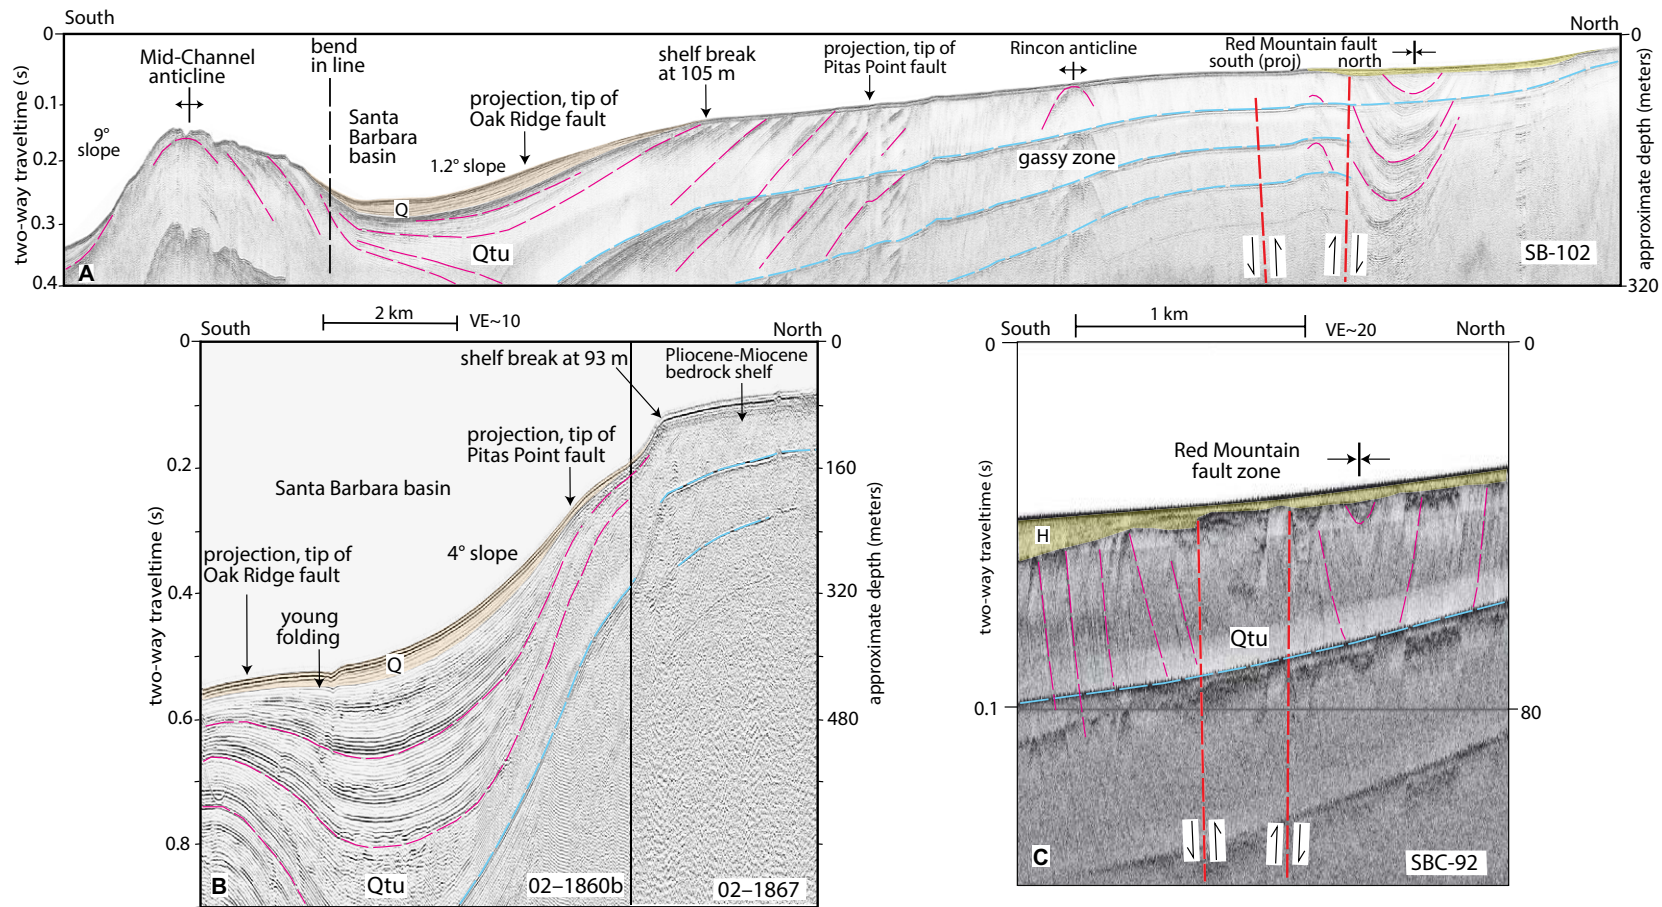 South
North
0
0
Mid-Channel
anticline
bend
in line
shelf break
at 105 m
projection, tip of
Pitas Point fault
Rincon anticline
Red Mountain fault
south (proj)
north
projection, tip of
Oak Ridge fault
Santa
Barbara
basin
9°
slope
1.2° slope
gassy zone
Q
Qtu
0.1
0.2
0.3
0.4
320
two-way traveltime (s)
approximate depth (meters)
A
SB-102
2 km
VE~10
South
North
0
0
shelf break at 93 m
Pliocene-Miocene
bedrock shelf
projection, tip of
Pitas Point fault
Santa Barbara basin
4° slope
projection, tip of
Oak Ridge fault
young
folding
Q
Qtu
0.2
0.4
0.6
0.8
160
320
480
two-way traveltime (s)
approximate depth (meters)
B
02–1860b
02–1867
1 km
VE~20
South
North
0
0
Red Mountain
fault zone
H
Qtu
0.1
80
two-way traveltime (s)
C
SBC-92